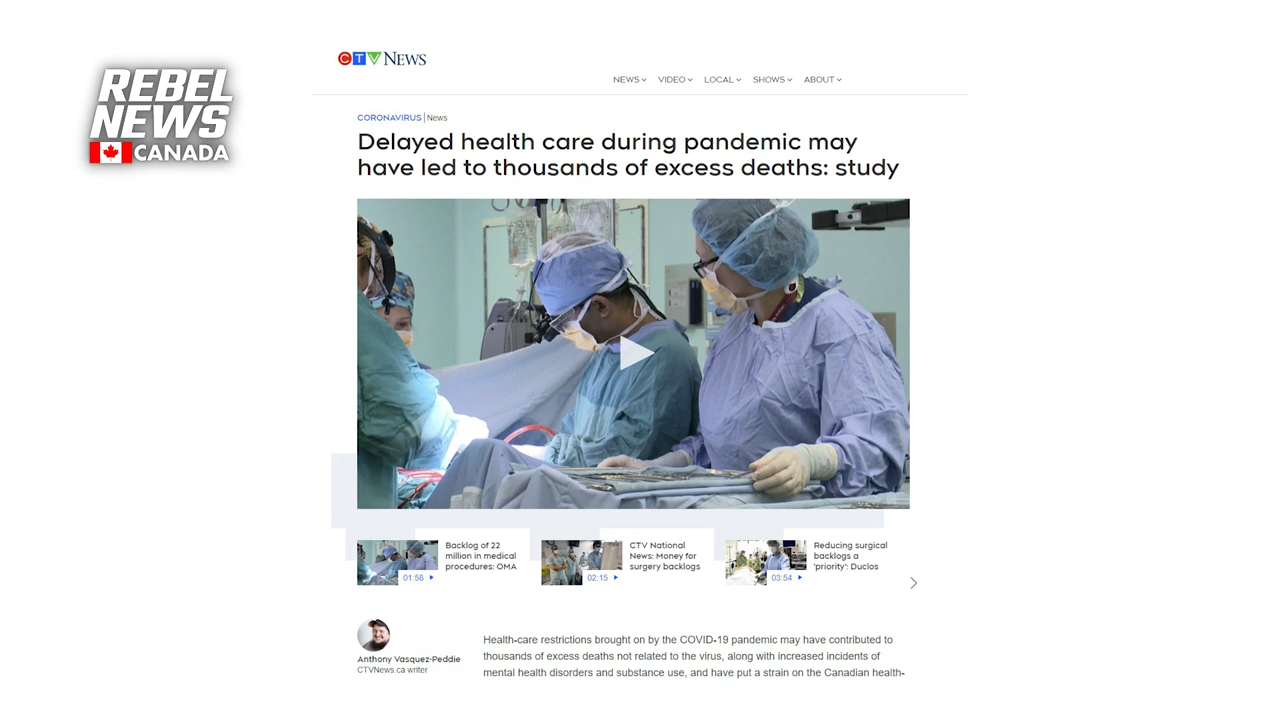 REBEL
NEWS
CANADA
CTV NEWS
NEWS VIDEO LOCAL SHOWS ABOUT
CORONAVIRUS | News
Delayed health care during pandemic may
have led to thousands of excess deaths: study
Backlog of 22
million in medical
procedures: OMA
01:58
CTV National
News: Money for
surgery backlogs
02:15
Reducing surgical
backlogs a
'priority': Duclos
03:54
Anthony Vasquez-Peddie
CTVNews.ca writer
Health-care restrictions brought on by the COVID-19 pandemic may have contributed to
thousands of excess deaths not related to the virus, along with increased incidents of
mental health disorders and substance use, and have put a strain on the Canadian health-